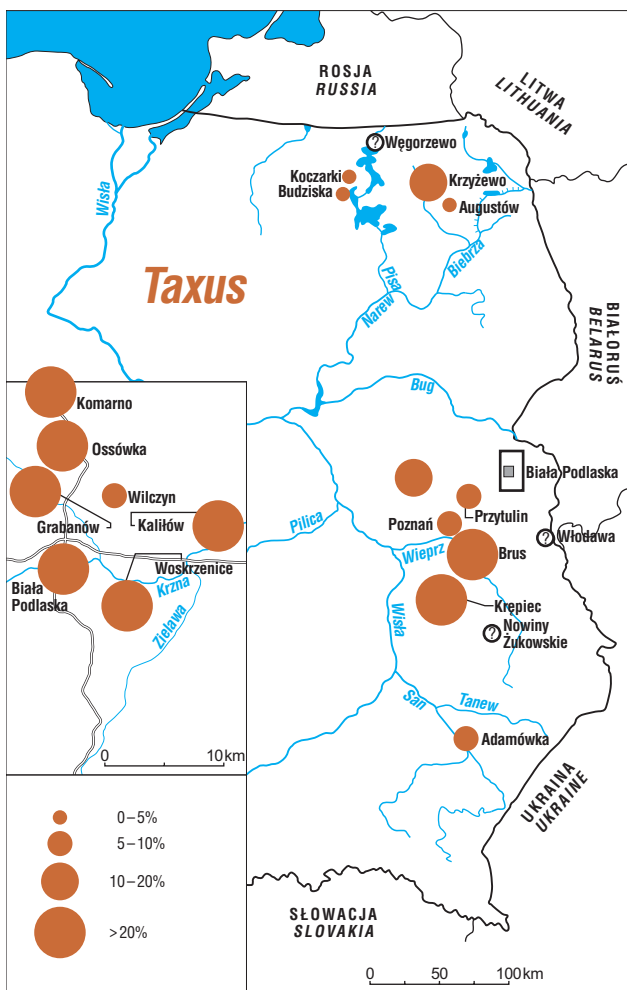 ROSJA
RUSSIA
LITWA
LITHUANIA
Węgorzewo
?
Koczarki
Budziska
Krzyżewo
Augustów
Wisła
Taxus
Pisa
Biebrza
Narew
BIAŁORUŚ
BELARUS
Bug
Komarno
Ossówka
Wilczyn
Grabanów
Kaliłów
Woskrzenice
Biała
Podlaska
Krzna
Zielawa
0
10 km
Biała Podlaska
Przytulin
Poznań
Pilica
Wieprz
Brus
?
Włodawa
Krępiec
Wisła
?
Nowiny
Żukowskie
San
Tanew
Adamówka
UKRAINA
UKRAINE
0–5%
5–10%
10–20%
>20%
SŁOWACJA
SLOVAKIA
0
50
100 km